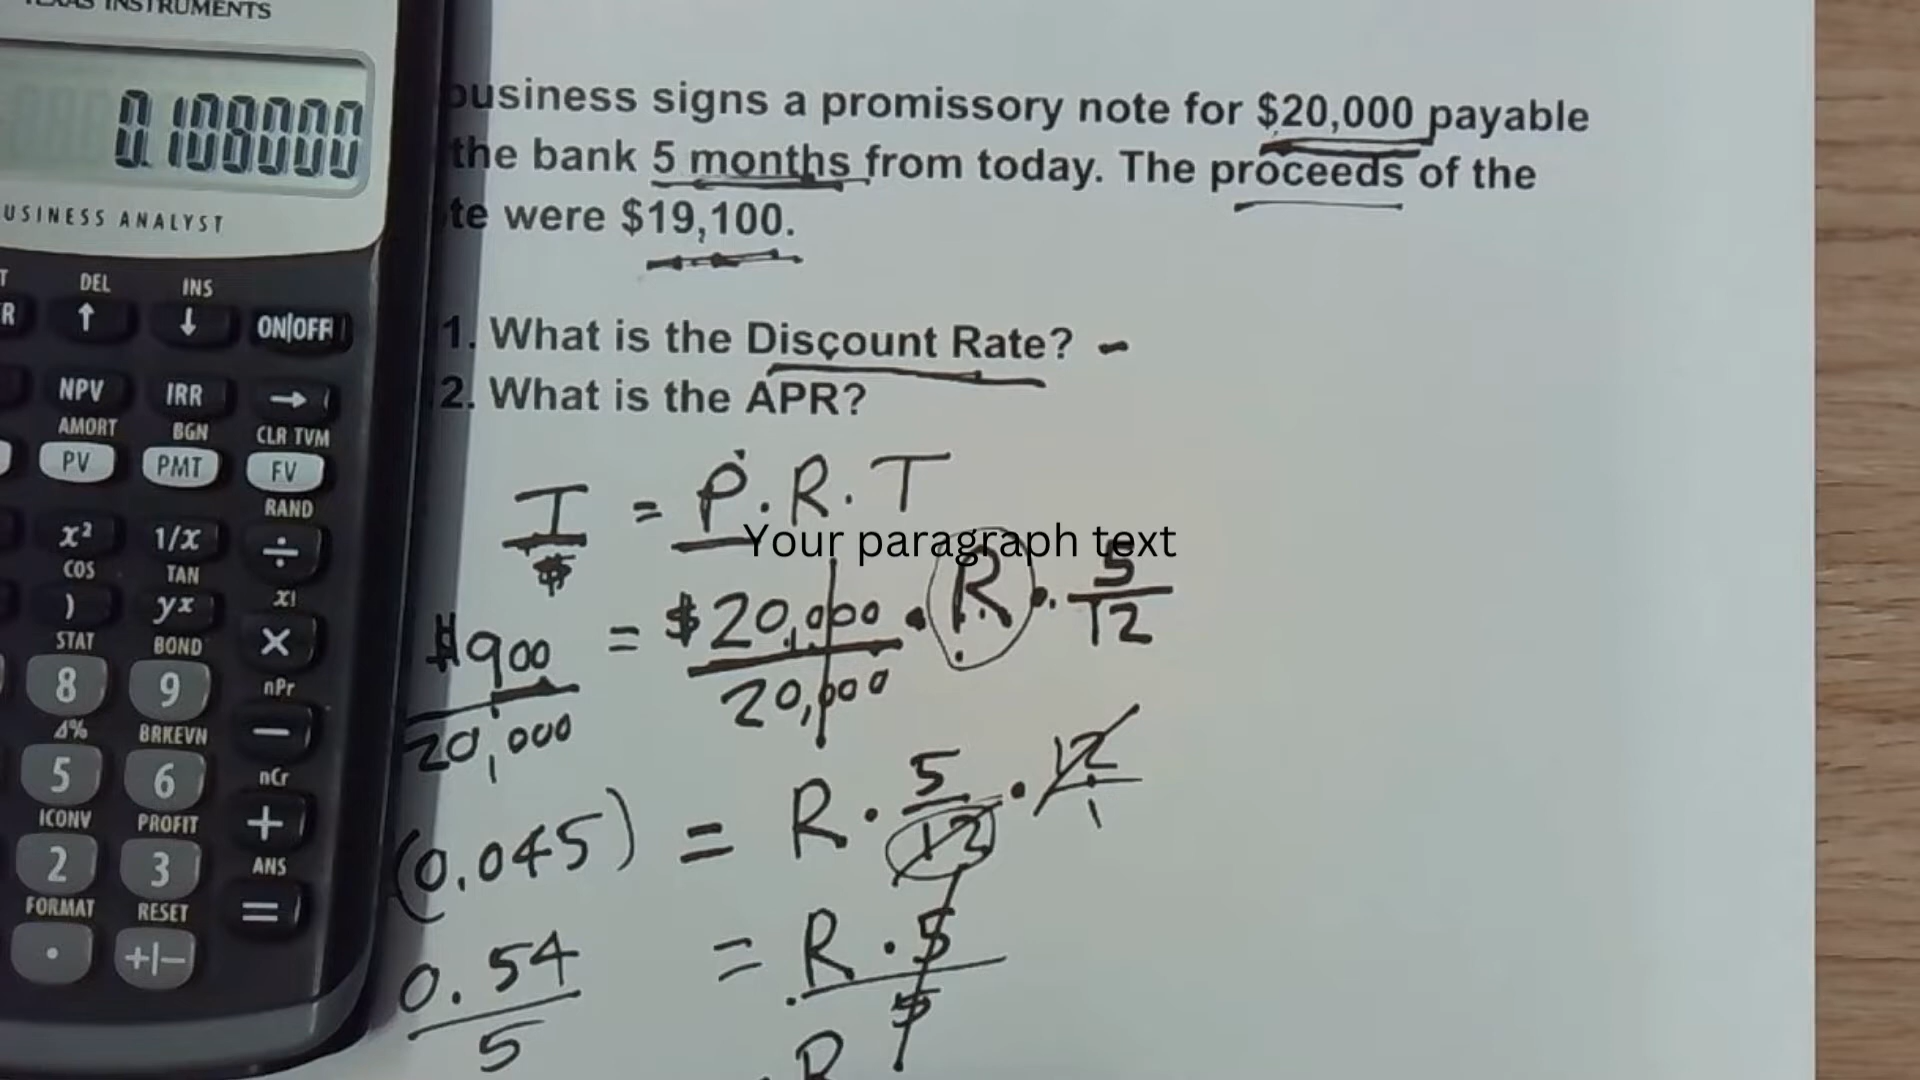 TEXAS INSTRUMENTS
0.108000
business signs a promissory note for $20,000 payable
the bank 5 months from today. The proceeds of the
te were $19,100.
BUSINESS ANALYST
DEL INS
↑ ↓ ON|OFF
1. What is the Discount Rate? -
2. What is the APR?
NPV IRR →
AMORT BGN CLR TVM
PV PMT FV
RAND
I = P.R.T
$
Your paragraph text
x² 1/x ÷
COS TAN x!
) yx ×
$900 = $20,000 . R . 5
20,000 20,000 12
STAT BOND
8 9 nPr
−
Δ% BRKEVN
5 6 nCr
(0.045) = R . 5 . 12
12 1
ICONV PROFIT +
2 3 ANS
FORMAT RESET =
. +|−
0.54 = R . 5
5 5
R